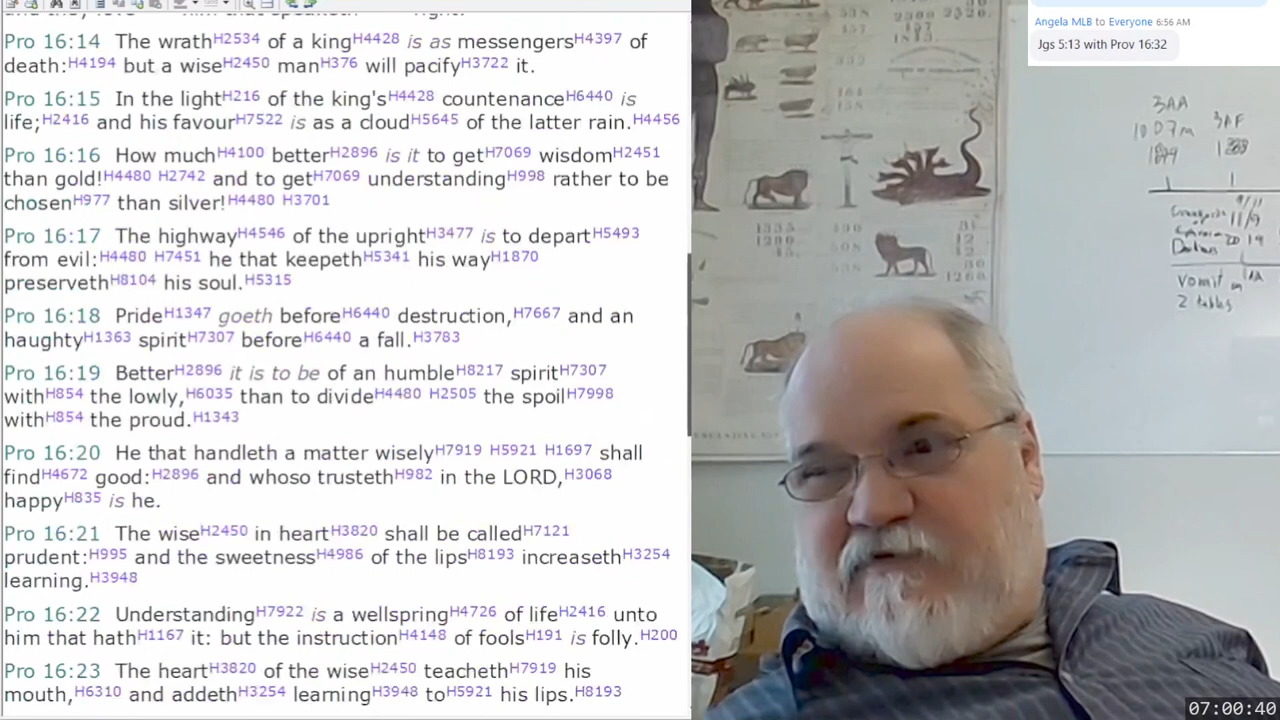 Pro 16:14 The wrathH2534 of a kingH4428 is as messengersH4397 of
death:H4194 but a wiseH2450 manH376 will pacifyH3722 it.
Pro 16:15 In the lightH216 of the king'sH4428 countenanceH6440 is
life;H2416 and his favourH7522 is as a cloudH5645 of the latter rain.H4456
Pro 16:16 How muchH4100 betterH2896 is it to getH7069 wisdomH2451
than gold!H4480 H2742 and to getH7069 understandingH998 rather to be
chosenH977 than silver!H4480 H3701
Pro 16:17 The highwayH4546 of the uprightH3477 is to departH5493
from evil:H4480 H7451 he that keepethH5341 his wayH1870
preservethH8104 his soul.H5315
Pro 16:18 PrideH1347 goeth beforeH6440 destruction,H7667 and an
haughtyH1363 spiritH7307 beforeH6440 a fall.H3783
Pro 16:19 BetterH2896 it is to be of an humbleH8217 spiritH7307
withH854 the lowly,H6035 than to divideH4480 H2505 the spoilH7998
withH854 the proud.H1343
Pro 16:20 He that handleth a matter wiselyH7919 H5921 H1697 shall
findH4672 good:H2896 and whoso trustethH982 in the LORD,H3068
happyH835 is he.
Pro 16:21 The wiseH2450 in heartH3820 shall be calledH7121
prudent:H995 and the sweetnessH4986 of the lipsH8193 increasethH3254
learning.H3948
Pro 16:22 UnderstandingH7922 is a wellspringH4726 of lifeH2416 unto
him that hathH1167 it: but the instructionH4148 of foolsH191 is folly.H200
Pro 16:23 The heartH3820 of the wiseH2450 teachethH7919 his
mouth,H6310 and addethH3254 learningH3948 toH5921 his lips.H8193
Angela MLB to Everyone 6:56 AM
Jgs 5:13 with Prov 16:32
538
2300
1335
1290
508
12
1260
3AA
3AF
9/11
11/9
2019
Vomit
2 tables
07:00:40